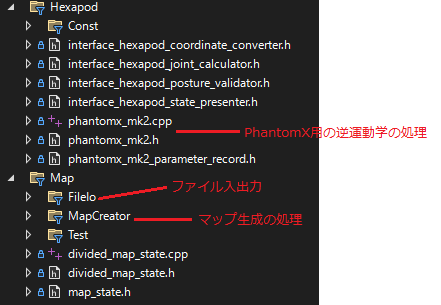 Hexapod
Const
interface_hexapod_coordinate_converter.h
interface_hexapod_joint_calculator.h
interface_hexapod_posture_validator.h
interface_hexapod_state_presenter.h
phantomx_mk2.cpp
PhantomX用の逆運動学の処理
phantomx_mk2.h
phantomx_mk2_parameter_record.h
Map
ファイル入出力
FileIo
MapCreator
マップ生成の処理
Test
divided_map_state.cpp
divided_map_state.h
map_state.h